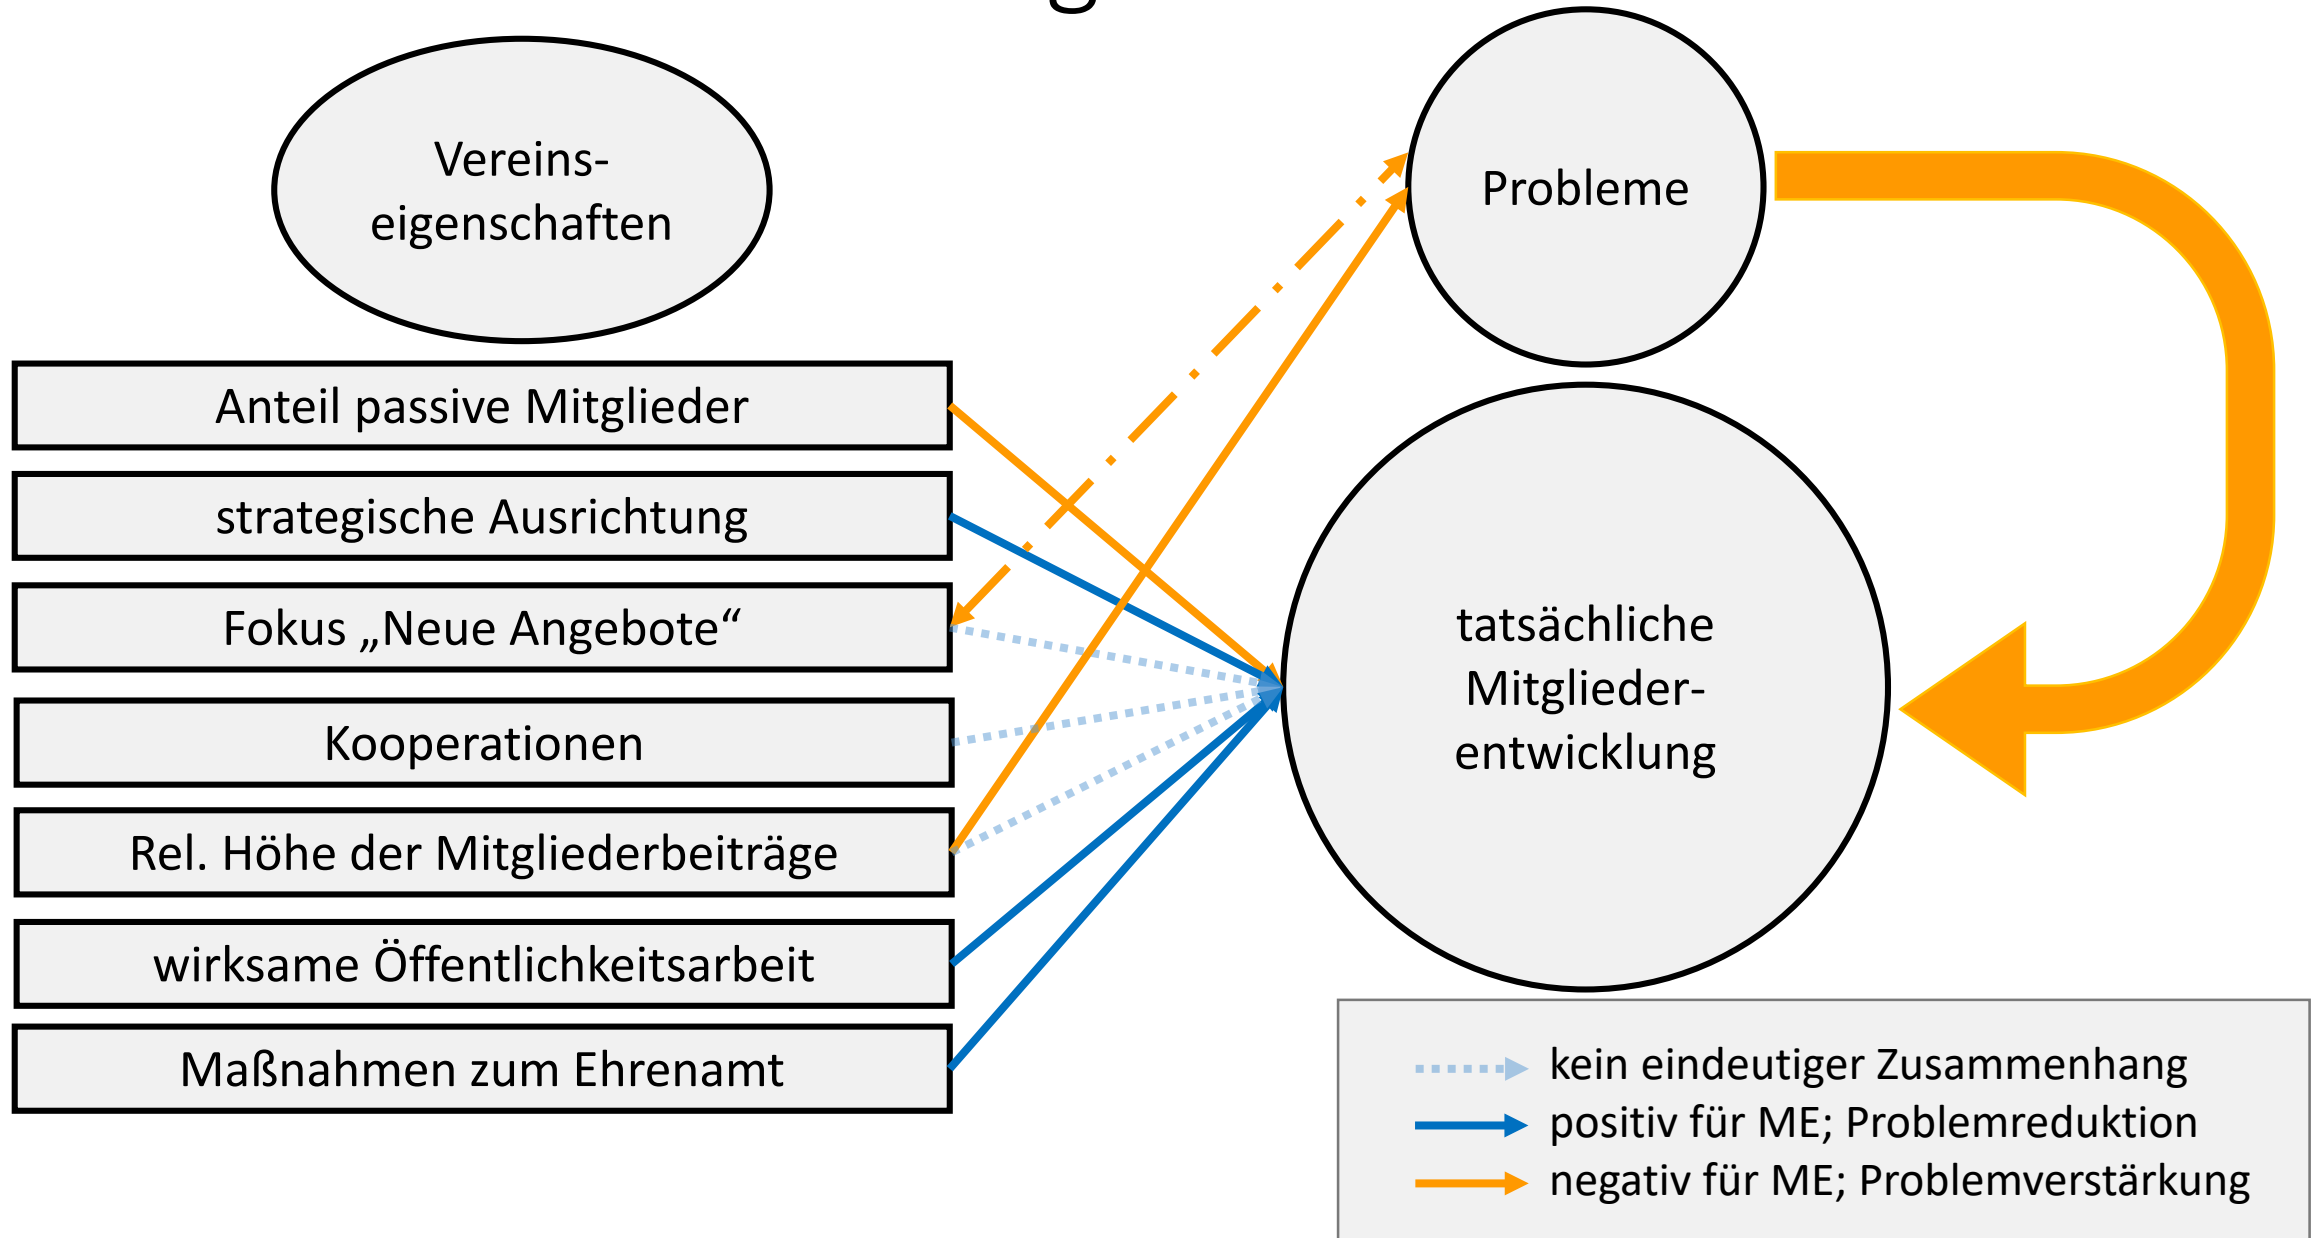 Vereins-
eigenschaften
Probleme
Anteil passive Mitglieder
strategische Ausrichtung
Fokus „Neue Angebote“
Kooperationen
Rel. Höhe der Mitgliederbeiträge
wirksame Öffentlichkeitsarbeit
Maßnahmen zum Ehrenamt
tatsächliche
Mitglieder-
entwicklung
kein eindeutiger Zusammenhang
positiv für ME; Problemreduktion
negativ für ME; Problemverstärkung